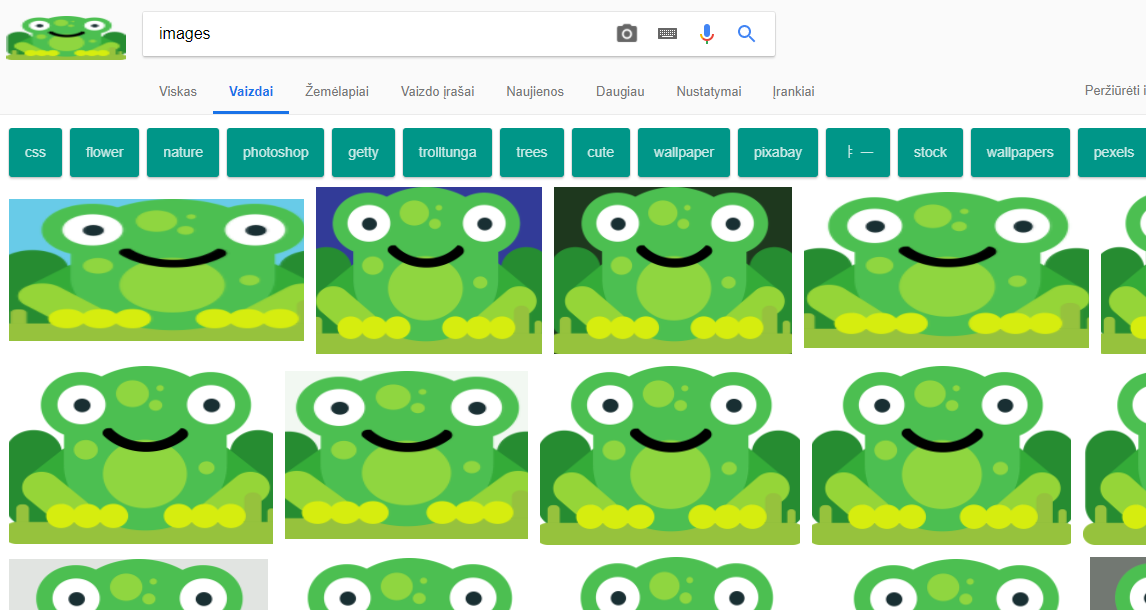 images
Viskas Vaizdai Žemėlapiai Vaizdo įrašai Naujienos Daugiau Nustatymai Įrankiai Peržiūrėti i
css flower nature photoshop getty trolltunga trees cute wallpaper pixabay ㅏ ㅡ stock wallpapers pexels